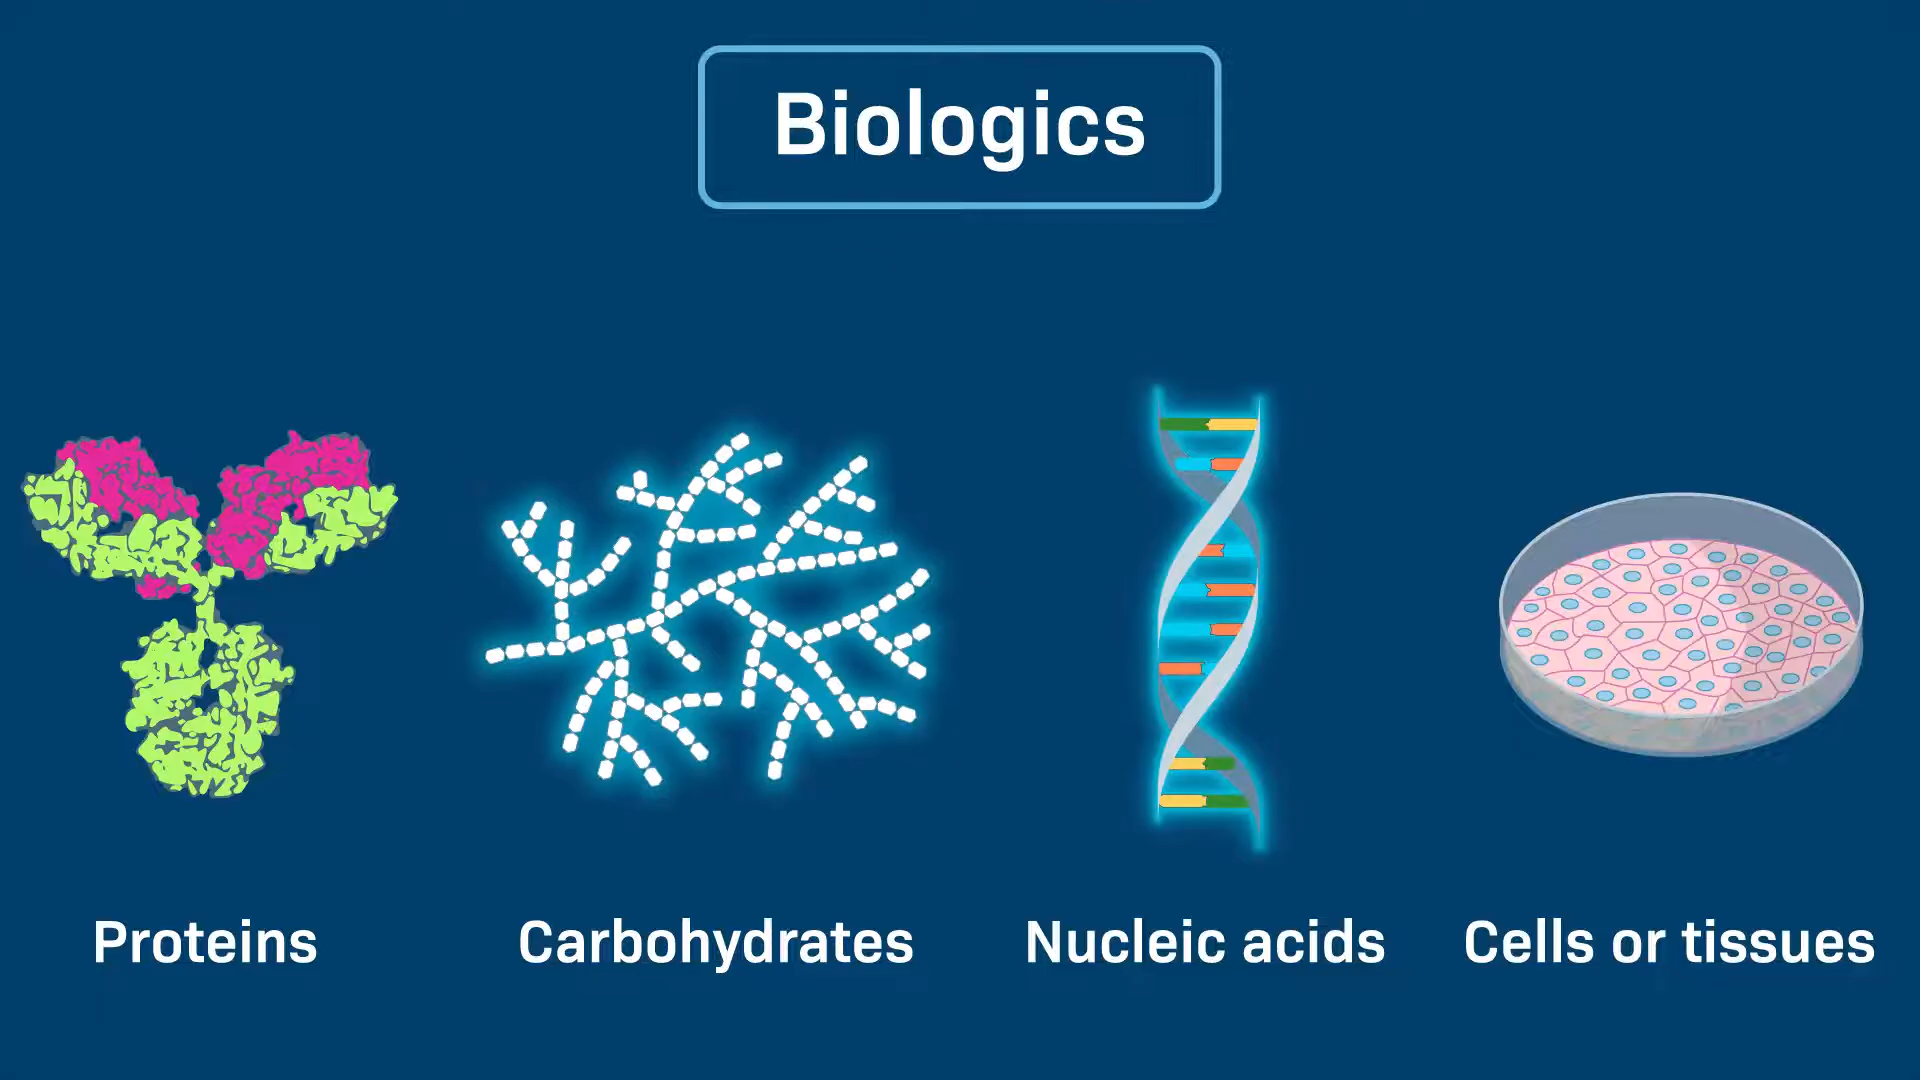 Biologics
Proteins
Carbohydrates
Nucleic acids
Cells or tissues